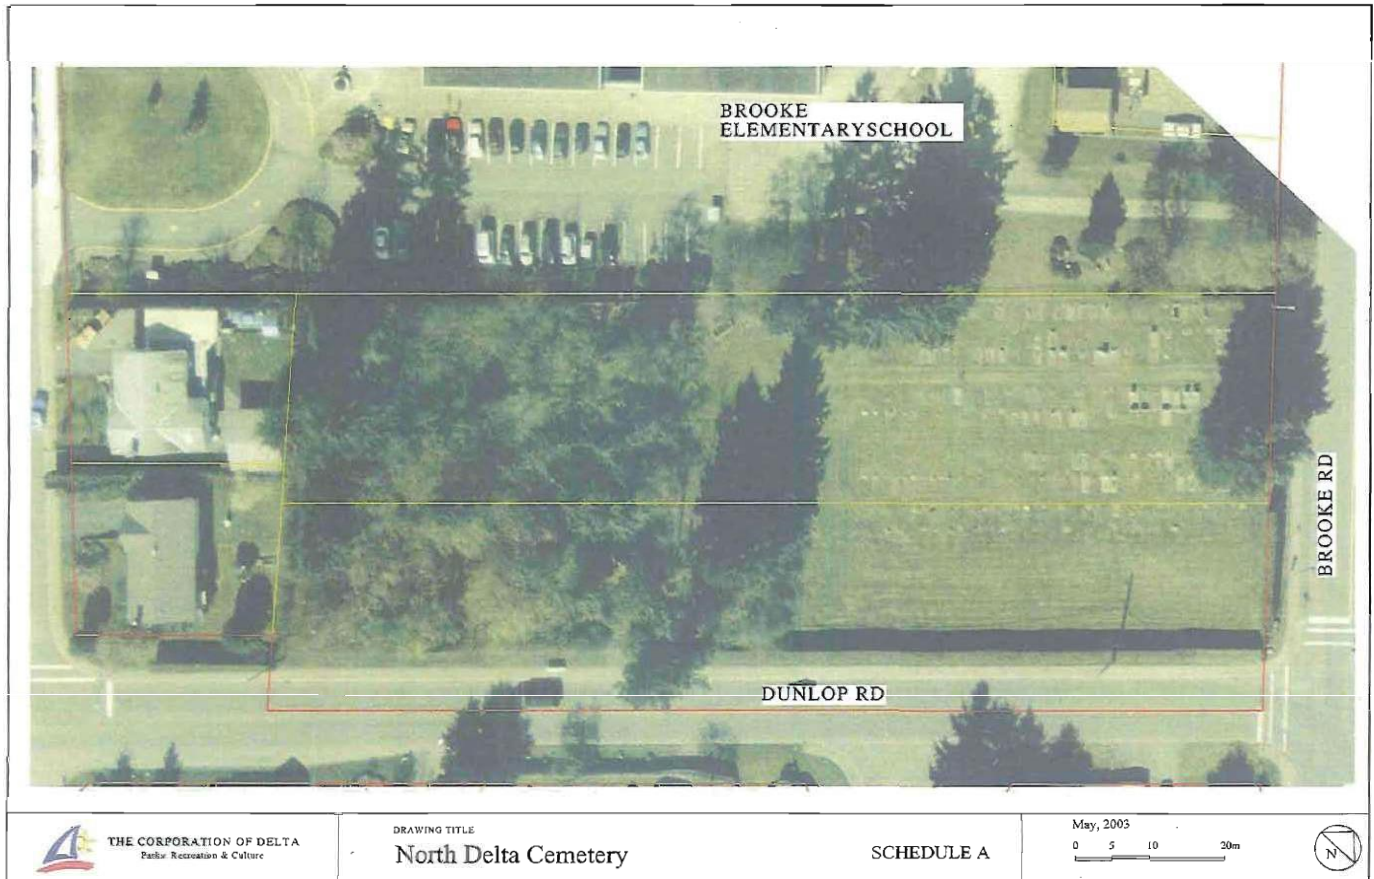 BROOKE
ELEMENTARYSCHOOL
BROOKE RD
DUNLOP RD
THE CORPORATION OF DELTA
Parks Recreation & Culture
DRAWING TITLE
North Delta Cemetery
SCHEDULE A
May, 2003
0 5 10 20m
N